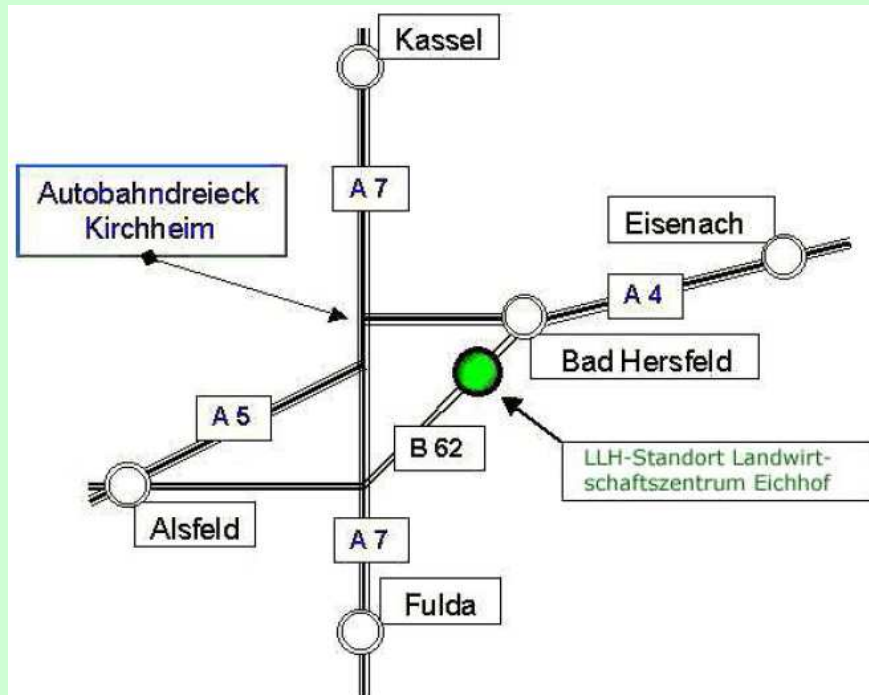 Kassel
A 7
Autobahndreieck
Kirchheim
Eisenach
A 4
Bad Hersfeld
A 5
B 62
LLH-Standort Landwirt-
schaftszentrum Eichhof
Alsfeld
A 7
Fulda